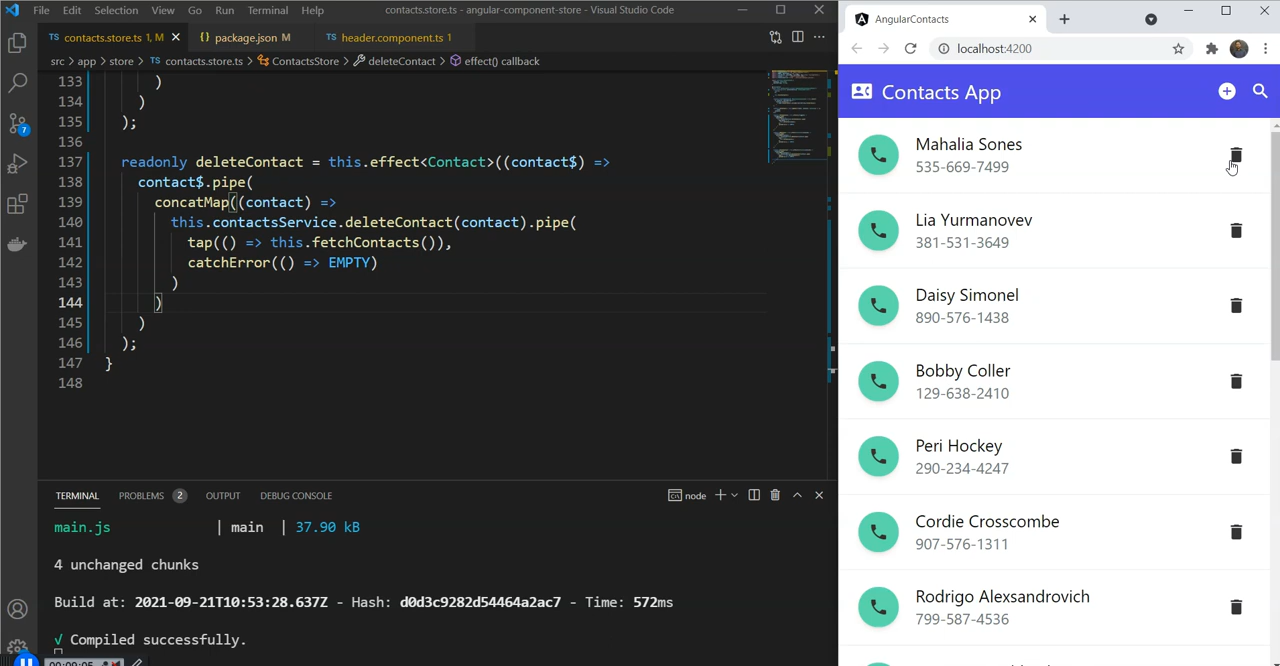 File Edit Selection View Go Run Terminal Help contacts.store.ts - angular-component-store - Visual Studio Code
TS contacts.store.ts 1, M
{} package.json M
TS header.component.ts 1
src > app > store > TS contacts.store.ts > ContactsStore > deleteContact > effect() callback
133 )
134 )
135 );
136
137 readonly deleteContact = this.effect<Contact>((contact$) =>
138 contact$.pipe(
139 concatMap((contact) =>
140 this.contactsService.deleteContact(contact).pipe(
141 tap(() => this.fetchContacts()),
142 catchError(() => EMPTY)
143 )
144 )
145 )
146 );
147 }
148
7
TERMINAL PROBLEMS 2 OUTPUT DEBUG CONSOLE
node
main.js | main | 37.90 kB
4 unchanged chunks
Build at: 2021-09-21T10:53:28.637Z - Hash: d0d3c9282d54464a2ac7 - Time: 572ms
√ Compiled successfully.
AngularContacts
localhost:4200
Contacts App
Mahalia Sones
535-669-7499
Lia Yurmanovev
381-531-3649
Daisy Simonel
890-576-1438
Bobby Coller
129-638-2410
Peri Hockey
290-234-4247
Cordie Crosscombe
907-576-1311
Rodrigo Alexsandrovich
799-587-4536